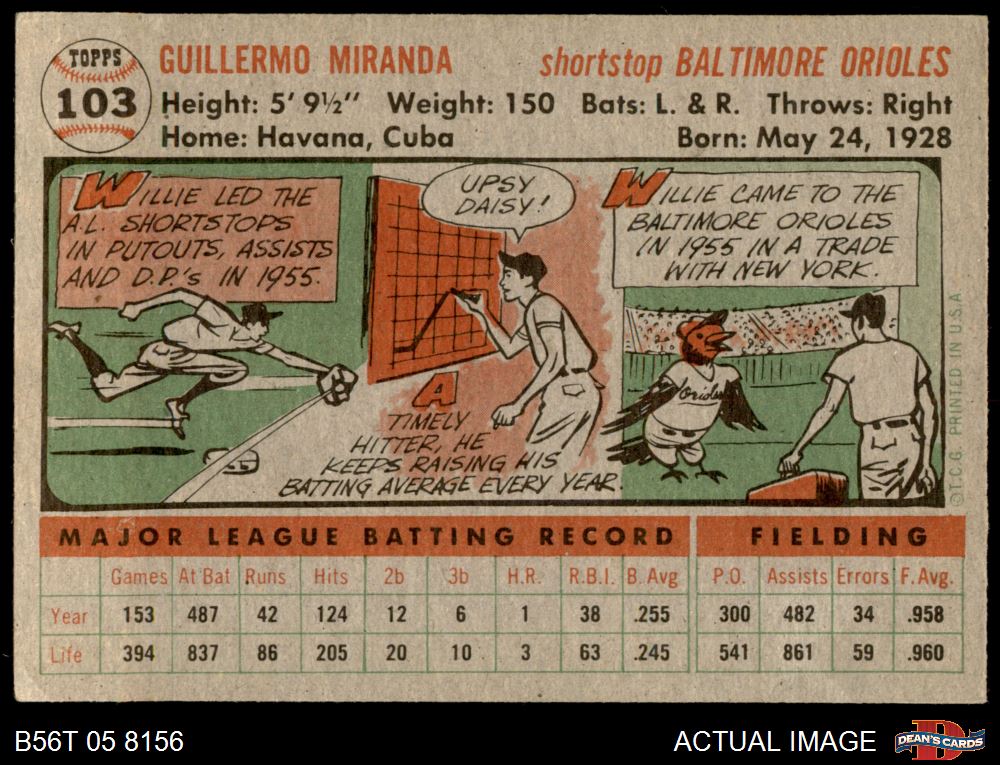 TOPPS
103
GUILLERMO MIRANDA
shortstop BALTIMORE ORIOLES
Height: 5' 9½" Weight: 150 Bats: L. & R. Throws: Right
Home: Havana, Cuba
Born: May 24, 1928
WILLIE LED THE
A.L. SHORTSTOPS
IN PUTOUTS, ASSISTS
AND D.P.'s IN 1955.
UPSY
DAISY!
A
TIMELY
HITTER, HE
KEEPS RAISING HIS
BATTING AVERAGE EVERY YEAR.
WILLIE CAME TO THE
BALTIMORE ORIOLES
IN 1955 IN A TRADE
WITH NEW YORK.
Orioles
©T.C.G. PRINTED IN U.S.A
MAJOR LEAGUE BATTING RECORD
FIELDING
Games At Bat Runs Hits 2b 3b H.R. R.B.I. B. Avg P.O. Assists Errors F. Avg.
Year 153 487 42 124 12 6 1 38 .255 300 482 34 .958
Life 394 837 86 205 20 10 3 63 .245 541 861 59 .960
B56T 05 8156
ACTUAL IMAGE
DEAN'S CARDS